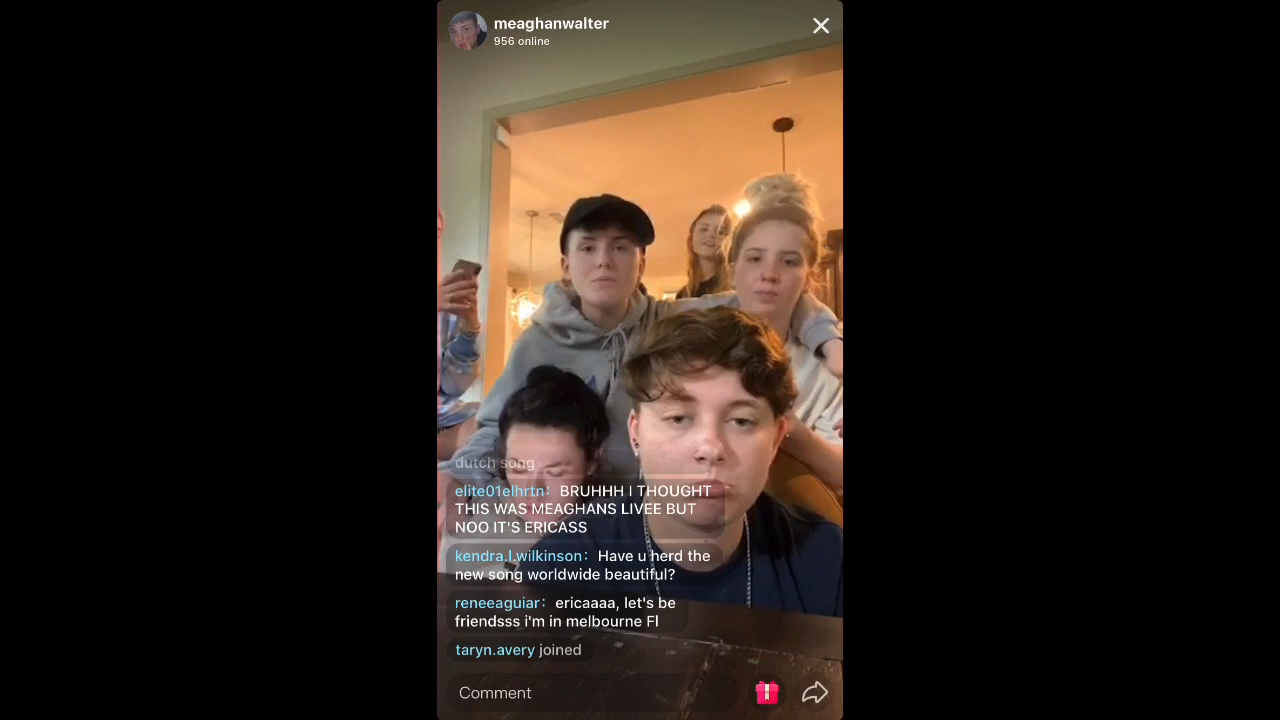 meaghanwalter
956 online
dutch song
elite01elhrtn: BRUHHH I THOUGHT
THIS WAS MEAGHANS LIVEE BUT
NOO IT'S ERICASS
kendra.l.wilkinson: Have u herd the
new song worldwide beautiful?
reneeaguiar: ericaaaa, let's be
friendsss i'm in melbourne Fl
taryn.avery joined
Comment